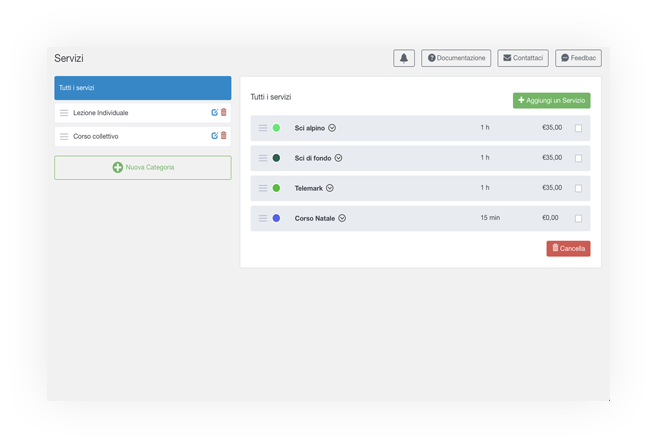 Servizi
Documentazione
Contattaci
Feedbac
Tutti i servizi
Lezione Individuale
Corso collettivo
Nuova Categoria
Tutti i servizi
Aggiungi un Servizio
Sci alpino 1 h €35,00
Sci di fondo 1 h €35,00
Telemark 1 h €35,00
Corso Natale 15 min €0,00
Cancella